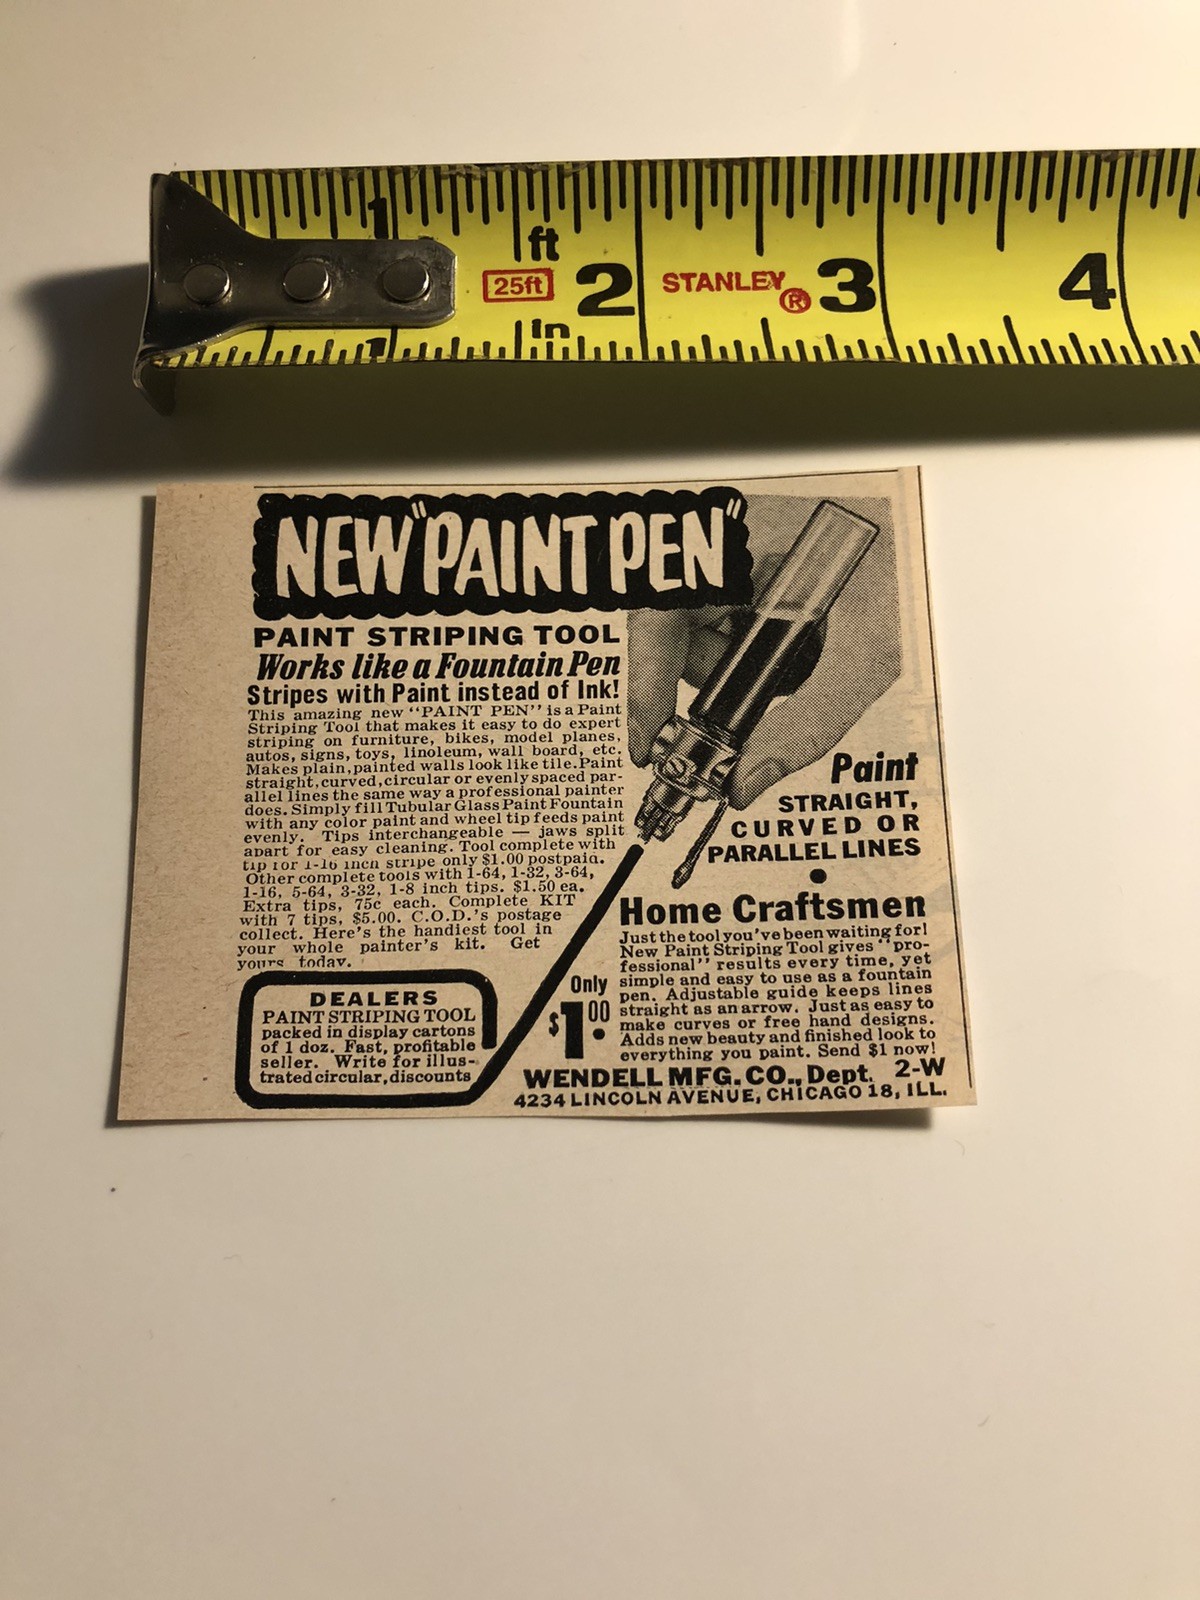 1
ft
25ft
2
STANLEY®
3
4
In
1
NEW "PAINT PEN"
PAINT STRIPING TOOL
Works like a Fountain Pen
Stripes with Paint instead of Ink!
This amazing new "PAINT PEN" is a Paint
Striping Tool that makes it easy to do expert
striping on furniture, bikes, model planes,
autos, signs, toys, linoleum, wall board, etc.
Makes plain, painted walls look like tile. Paint
straight, curved, circular or evenly spaced par-
allel lines the same way a professional painter
does. Simply fill Tubular Glass Paint Fountain
with any color paint and wheel tip feeds paint
evenly. Tips interchangeable — jaws split
apart for easy cleaning. Tool complete with
tip for 1-16 inch stripe only $1.00 postpaid.
Other complete tools with 1-64, 1-32, 3-64,
1-16, 5-64, 3-32, 1-8 inch tips. $1.50 ea.
Extra tips, 75c each. Complete KIT
with 7 tips, $5.00. C.O.D.'s postage
collect. Here's the handiest tool in
your whole painter's kit. Get
yours today.
DEALERS
PAINT STRIPING TOOL
packed in display cartons
of 1 doz. Fast, profitable
seller. Write for illus-
trated circular, discounts
Paint
STRAIGHT,
CURVED OR
PARALLEL LINES
Home Craftsmen
Just the tool you've been waiting for!
New Paint Striping Tool gives "pro-
fessional" results every time, yet
simple and easy to use as a fountain
pen. Adjustable guide keeps lines
straight as an arrow. Just as easy to
make curves or free hand designs.
Adds new beauty and finished look to
everything you paint. Send $1 now!
Only
$1.00
WENDELL MFG. CO., Dept. 2-W
4234 LINCOLN AVENUE, CHICAGO 18, ILL.